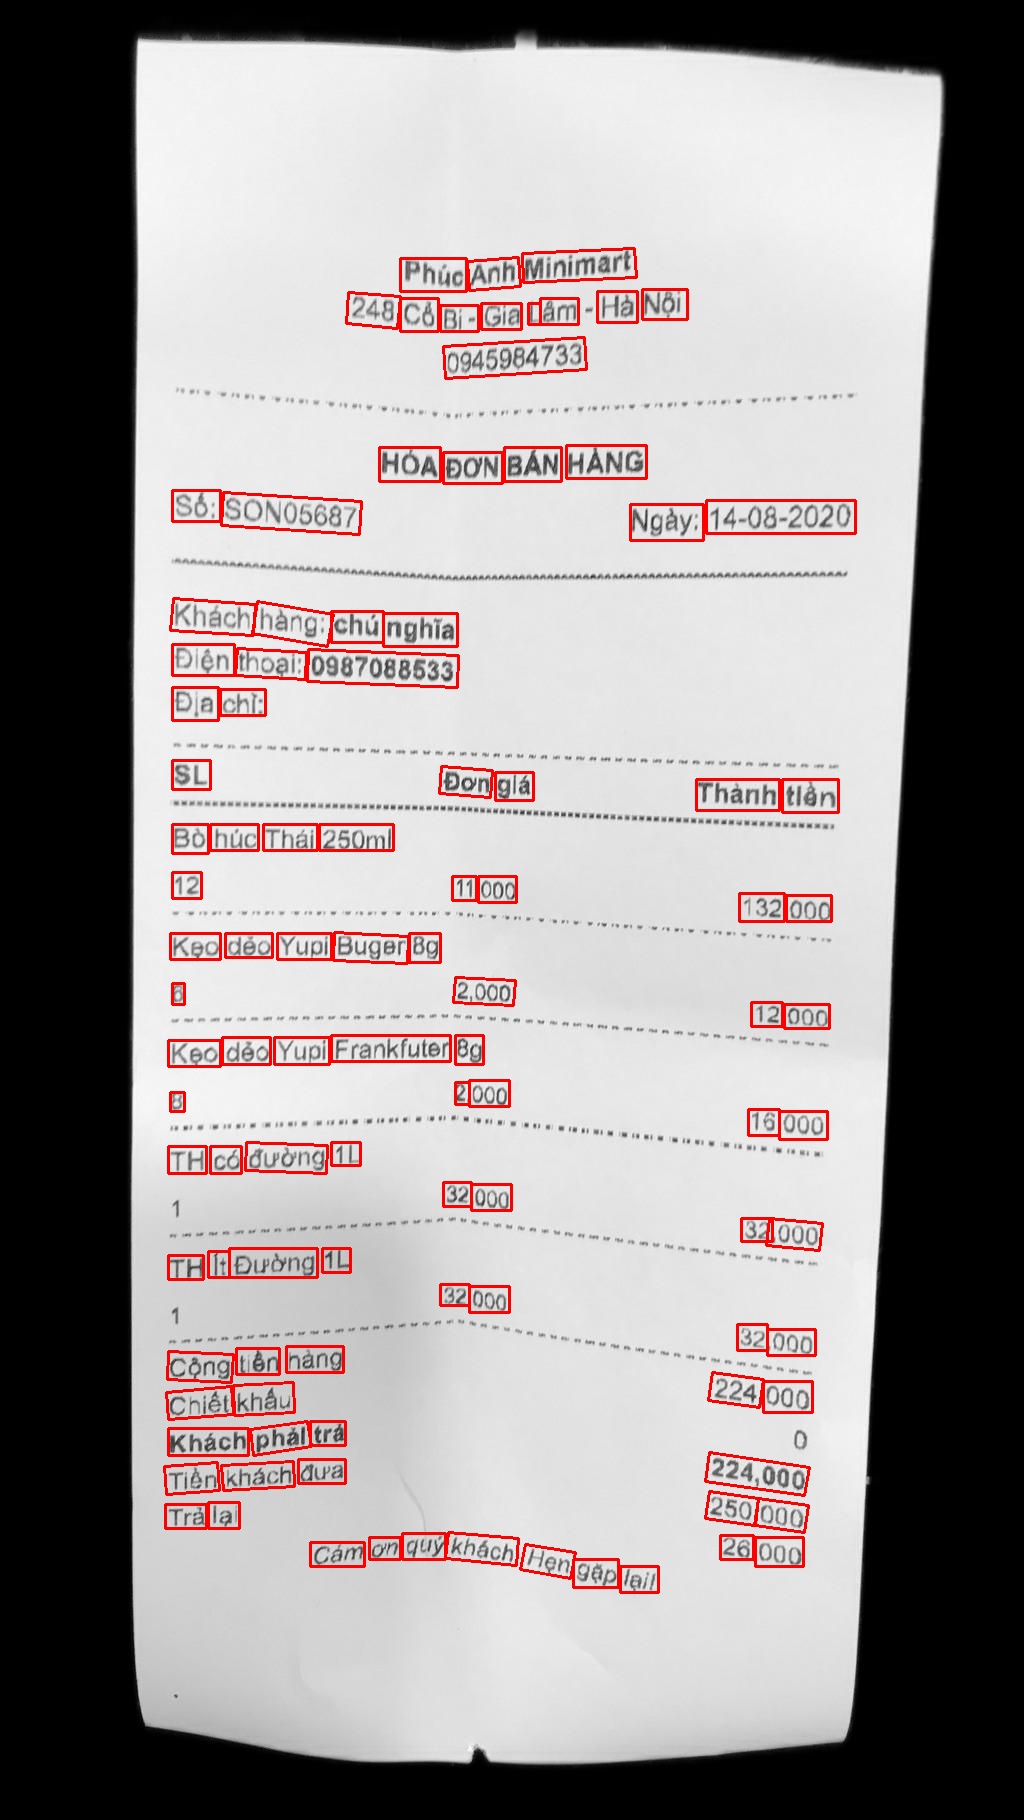 Phúc Anh Minimart
248 Cổ Bi - Gia Lâm - Hà Nội
0945984733
HÓA ĐƠN BÁN HÀNG
Số: SON05687 Ngày: 14-08-2020
Khách hàng: chú nghĩa
Điện thoại: 0987088533
Địa chỉ:
SL Đơn giá Thành tiền
Bò húc Thái 250ml
12 11,000 132,000
Kẹo dẻo Yupi Buger 8g
6 2,000 12,000
Kẹo dẻo Yupi Frankfuter 8g
8 2,000 16,000
TH có đường 1L
1 32,000 32,000
TH Ít Đường 1L
1 32,000 32,000
Cộng tiền hàng 224,000
Chiết khấu 0
Khách phải trả 224,000
Tiền khách đưa 250,000
Trả lại 26,000
Cám ơn quý khách Hẹn gặp lại!